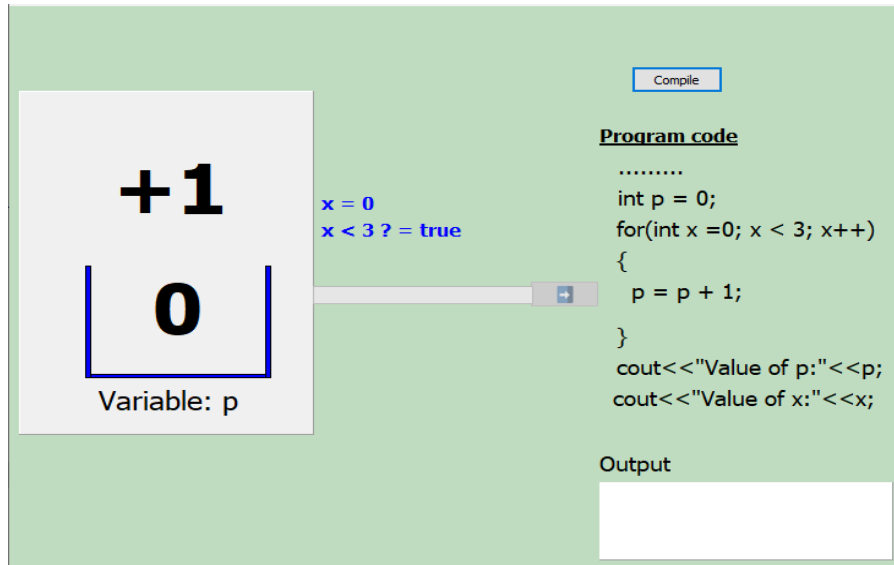 +1
0
Variable: p
x = 0
x < 3 ? = true
Compile
Program code
.........
int p = 0;
for(int x =0; x < 3; x++)
{
p = p + 1;
}
cout<<"Value of p:"<<p;
cout<<"Value of x:"<<x;
Output